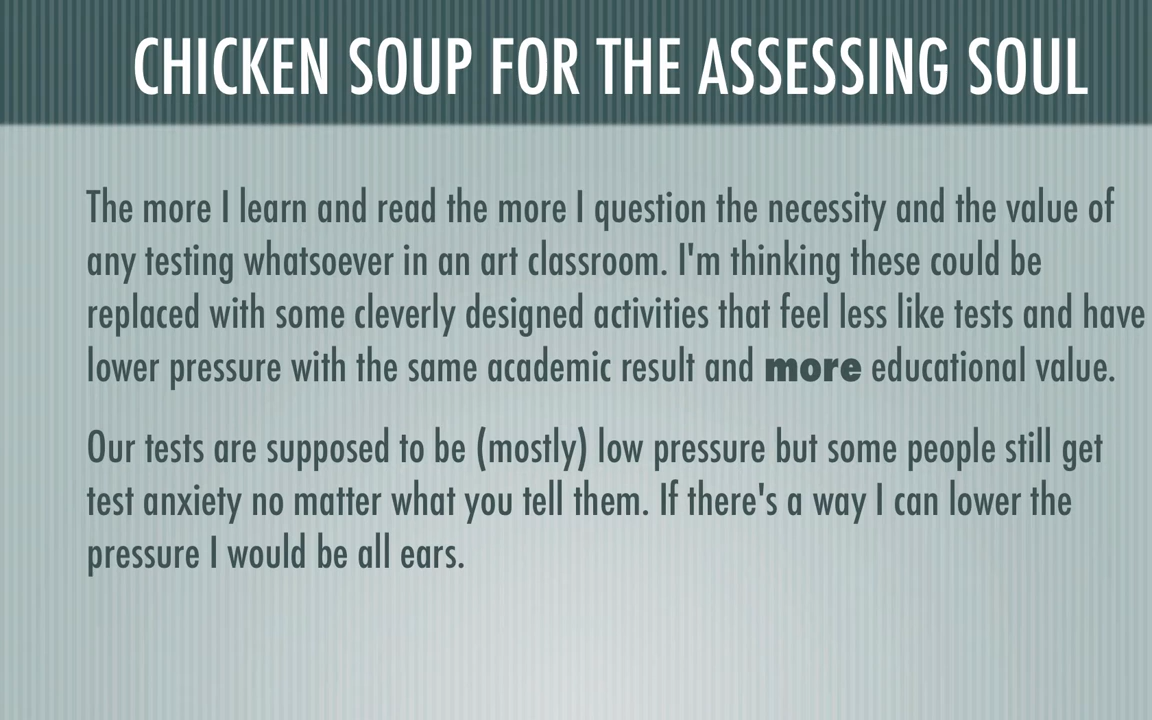 CHICKEN SOUP FOR THE ASSESSING SOUL
The more I learn and read the more I question the necessity and the value of
any testing whatsoever in an art classroom. I'm thinking these could be
replaced with some cleverly designed activities that feel less like tests and have
lower pressure with the same academic result and more educational value.
Our tests are supposed to be (mostly) low pressure but some people still get
test anxiety no matter what you tell them. If there's a way I can lower the
pressure I would be all ears.